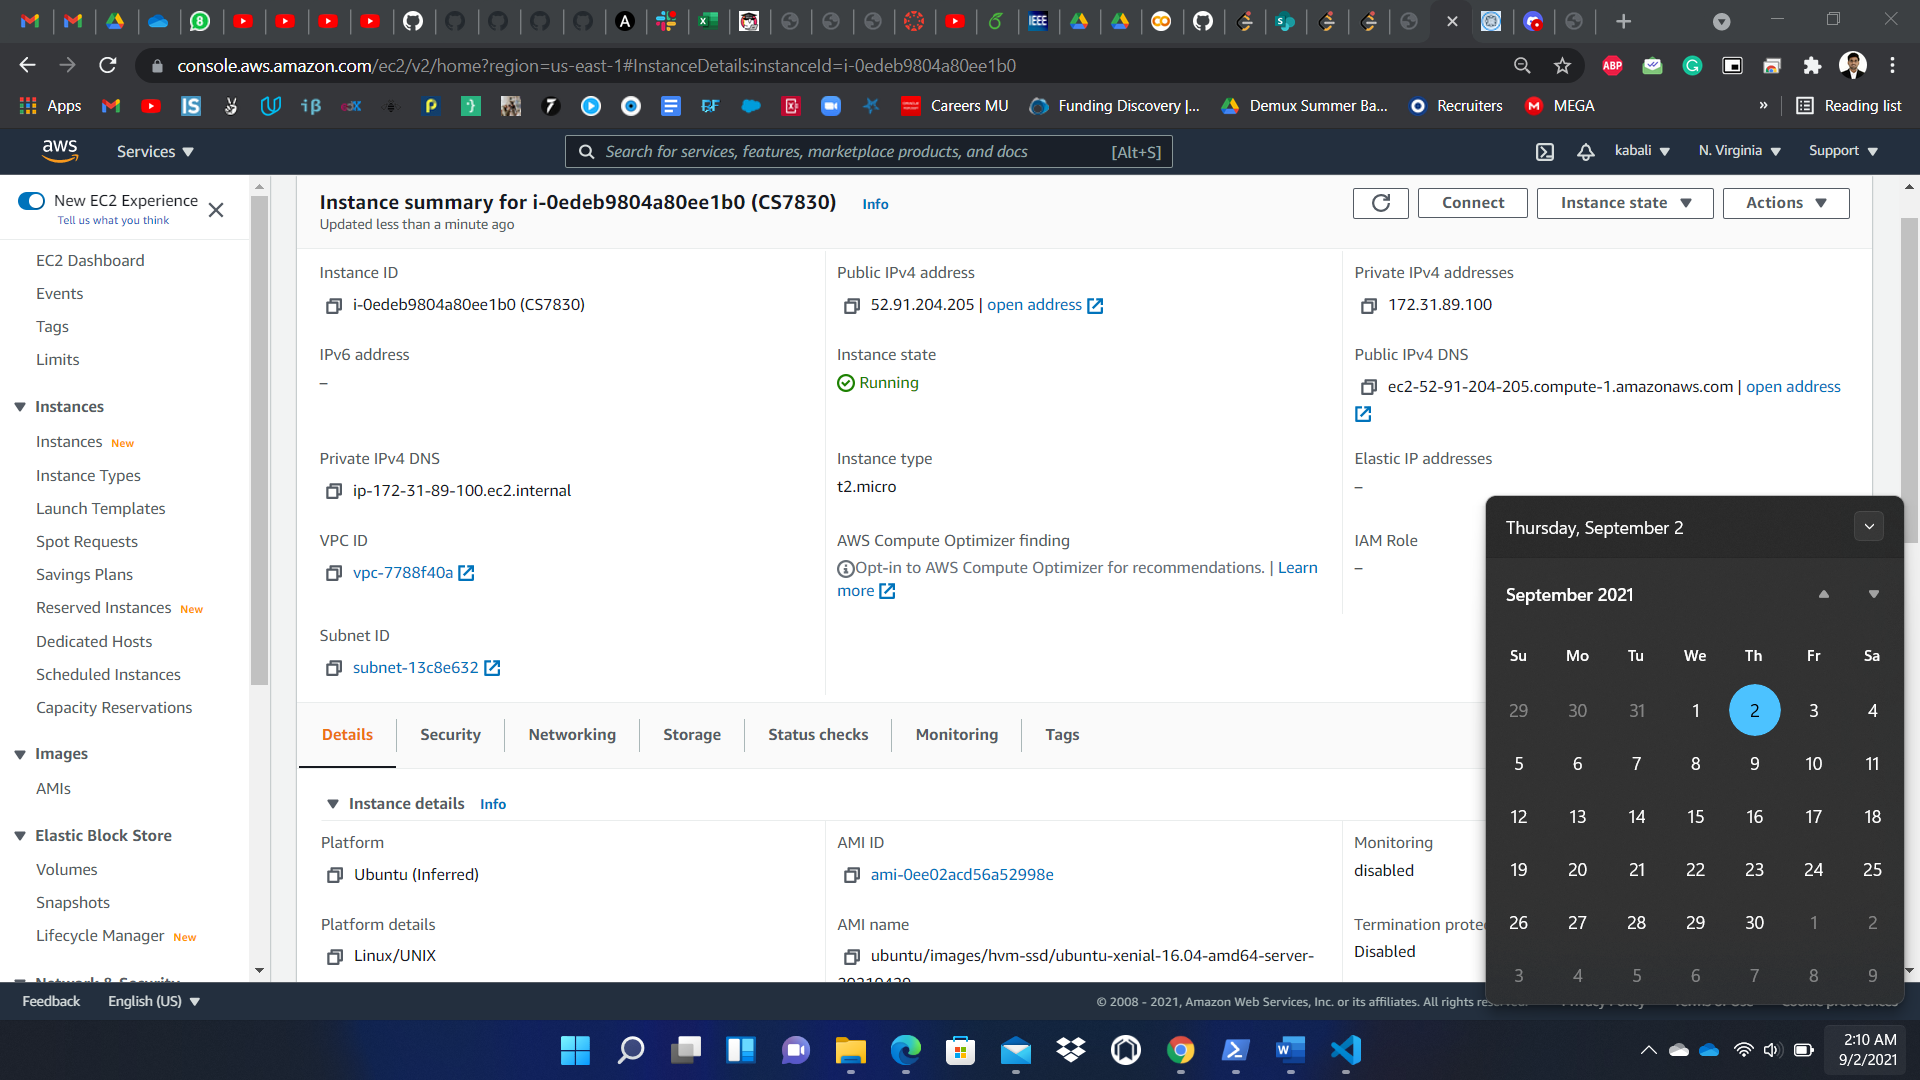 console.aws.amazon.com/ec2/v2/home?region=us-east-1#InstanceDetails:instanceId=i-0edeb9804a80ee1b0
Apps
Careers MU
Funding Discovery |...
Demux Summer Ba...
Recruiters
MEGA
»
Reading list
aws
Services
Search for services, features, marketplace products, and docs
[Alt+S]
kabali
N. Virginia
Support
New EC2 Experience
Tell us what you think
EC2 Dashboard
Events
Tags
Limits
Instances
Instances New
Instance Types
Launch Templates
Spot Requests
Savings Plans
Reserved Instances New
Dedicated Hosts
Scheduled Instances
Capacity Reservations
Images
AMIs
Elastic Block Store
Volumes
Snapshots
Lifecycle Manager New
Network & Security
Instance summary for i-0edeb9804a80ee1b0 (CS7830) Info
Updated less than a minute ago
Connect
Instance state
Actions
Instance ID
i-0edeb9804a80ee1b0 (CS7830)
Public IPv4 address
52.91.204.205 | open address
Private IPv4 addresses
172.31.89.100
IPv6 address
–
Instance state
Running
Public IPv4 DNS
ec2-52-91-204-205.compute-1.amazonaws.com | open address
Private IPv4 DNS
ip-172-31-89-100.ec2.internal
Instance type
t2.micro
Elastic IP addresses
–
VPC ID
vpc-7788f40a
AWS Compute Optimizer finding
Opt-in to AWS Compute Optimizer for recommendations. | Learn
more
IAM Role
–
Subnet ID
subnet-13c8e632
Details
Security
Networking
Storage
Status checks
Monitoring
Tags
Instance details Info
Platform
Ubuntu (Inferred)
AMI ID
ami-0ee02acd56a52998e
Monitoring
disabled
Platform details
Linux/UNIX
AMI name
ubuntu/images/hvm-ssd/ubuntu-xenial-16.04-amd64-server-
Termination prote
Disabled
Thursday, September 2
September 2021
Su Mo Tu We Th Fr Sa
29 30 31 1 2 3 4
5 6 7 8 9 10 11
12 13 14 15 16 17 18
19 20 21 22 23 24 25
26 27 28 29 30 1 2
3 4 5 6 7 8 9
Feedback
English (US)
© 2008 - 2021, Amazon Web Services, Inc. or its affiliates. All rights reserved.
Privacy Policy
Terms of Use
Cookie preferences
2:10 AM
9/2/2021